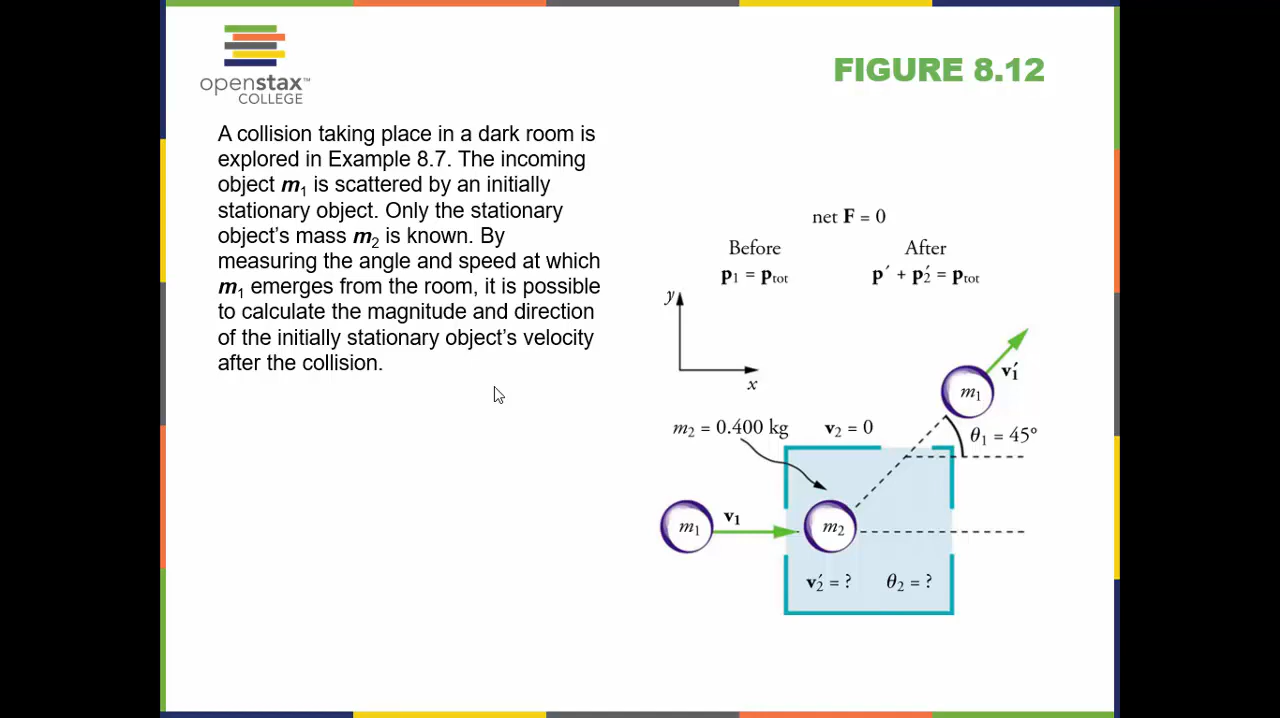 openstax™
COLLEGE
FIGURE 8.12
A collision taking place in a dark room is
explored in Example 8.7. The incoming
object m₁ is scattered by an initially
stationary object. Only the stationary
object's mass m₂ is known. By
measuring the angle and speed at which
m₁ emerges from the room, it is possible
to calculate the magnitude and direction
of the initially stationary object's velocity
after the collision.
net F = 0
Before
After
p₁ = pₜₒₜ
p′ + p₂′ = pₜₒₜ
y
x
v₁′
m₁
θ₁ = 45°
m₂ = 0.400 kg
v₂ = 0
m₁
v₁
m₂
v₂′ = ?
θ₂ = ?